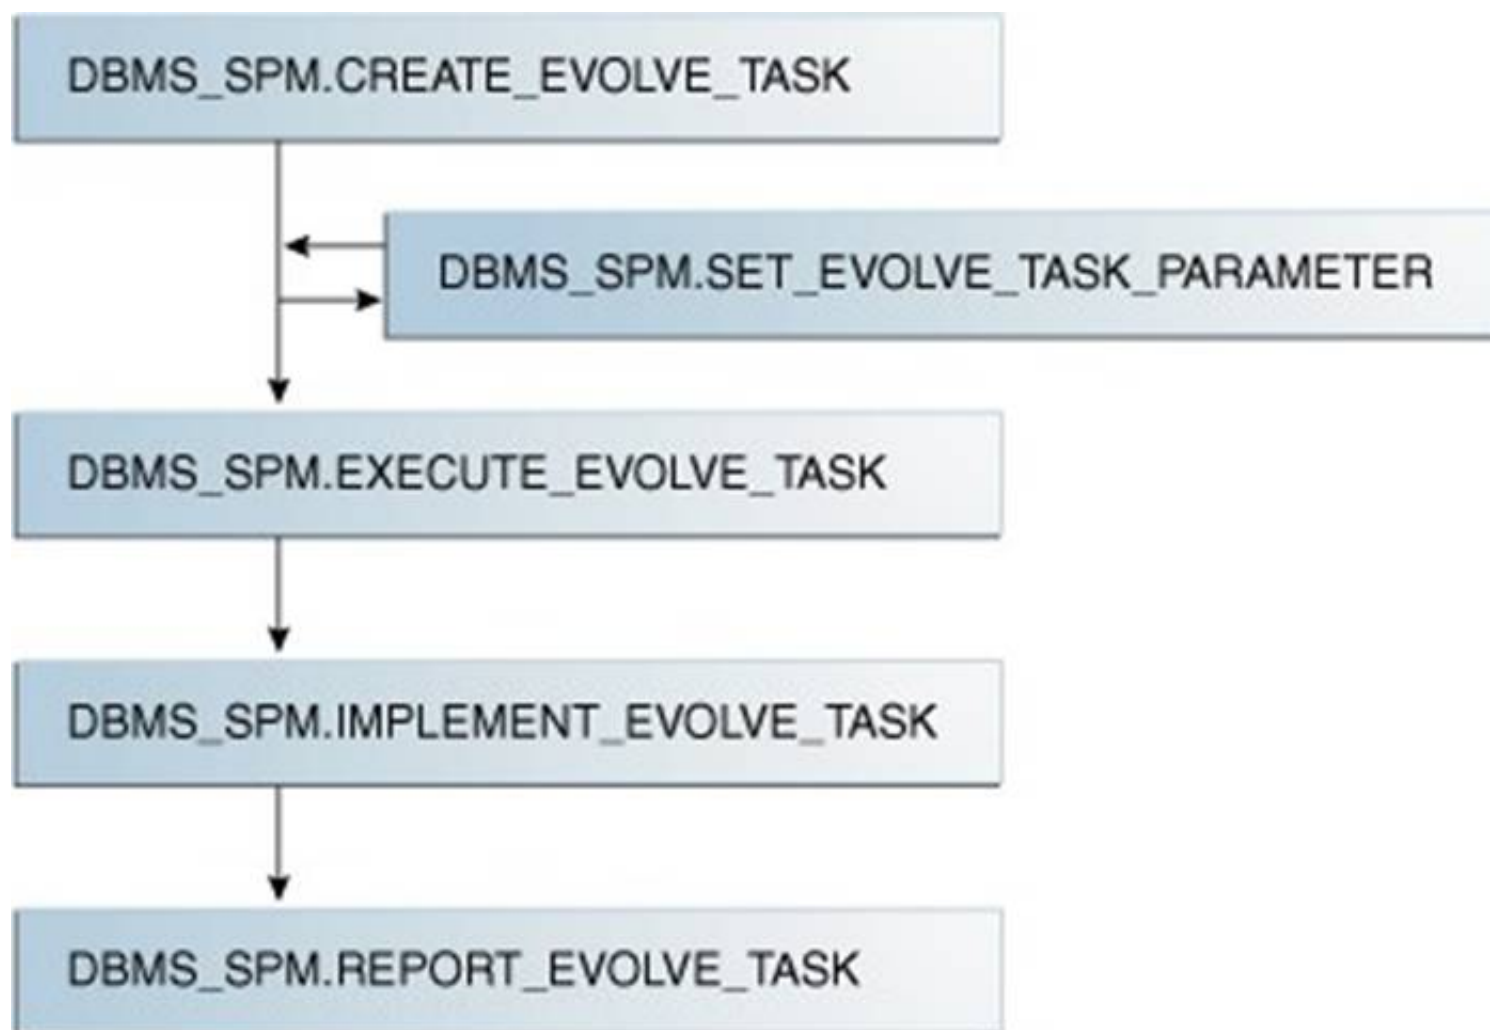 DBMS_SPM.CREATE_EVOLVE_TASK
DBMS_SPM.SET_EVOLVE_TASK_PARAMETER
DBMS_SPM.EXECUTE_EVOLVE_TASK
DBMS_SPM.IMPLEMENT_EVOLVE_TASK
DBMS_SPM.REPORT_EVOLVE_TASK